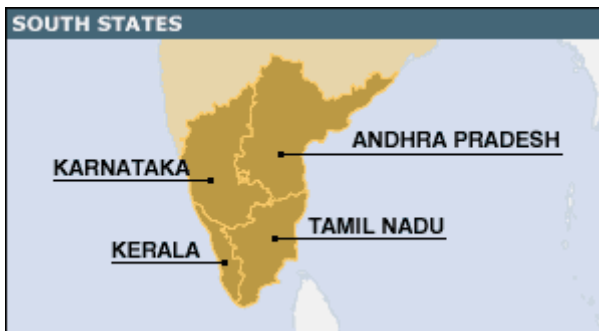 SOUTH STATES
ANDHRA PRADESH
KARNATAKA
TAMIL NADU
KERALA